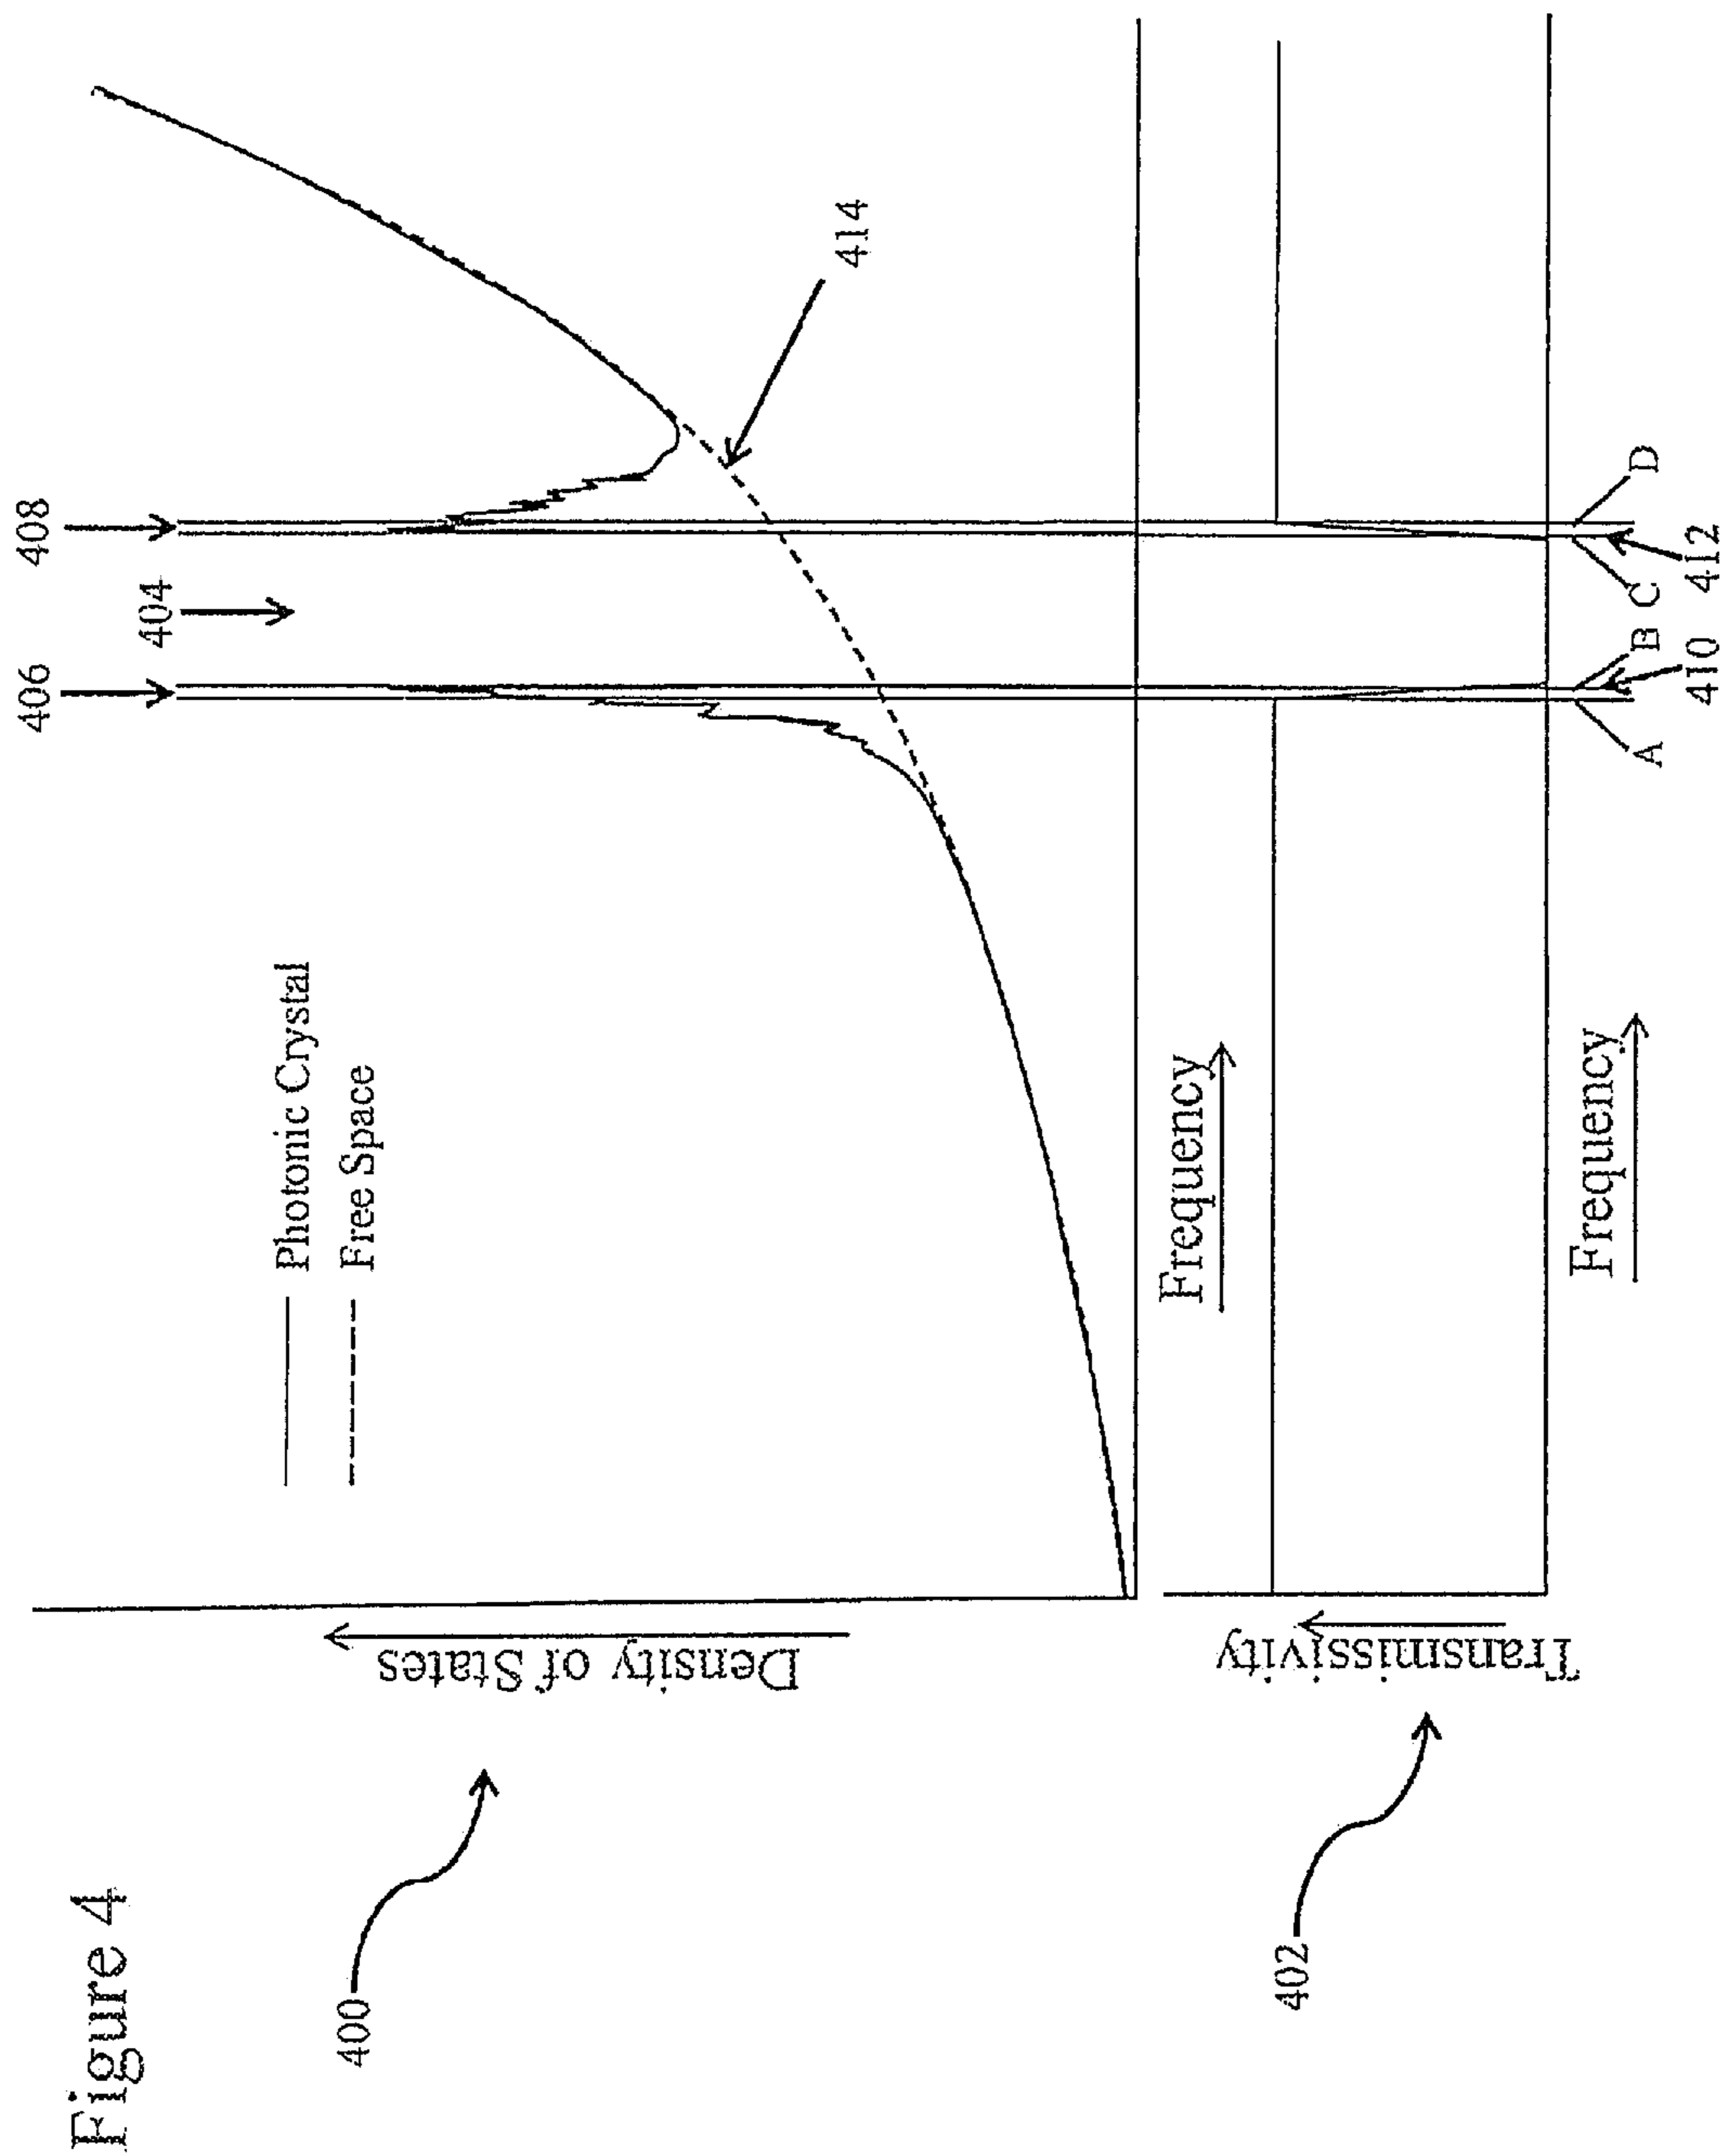 Figure 4
400
402
Density of States
Transmissivity
Photonic Crystal
Free Space
406
404
408
414
Frequency
Frequency
A
410
B
C
412
D